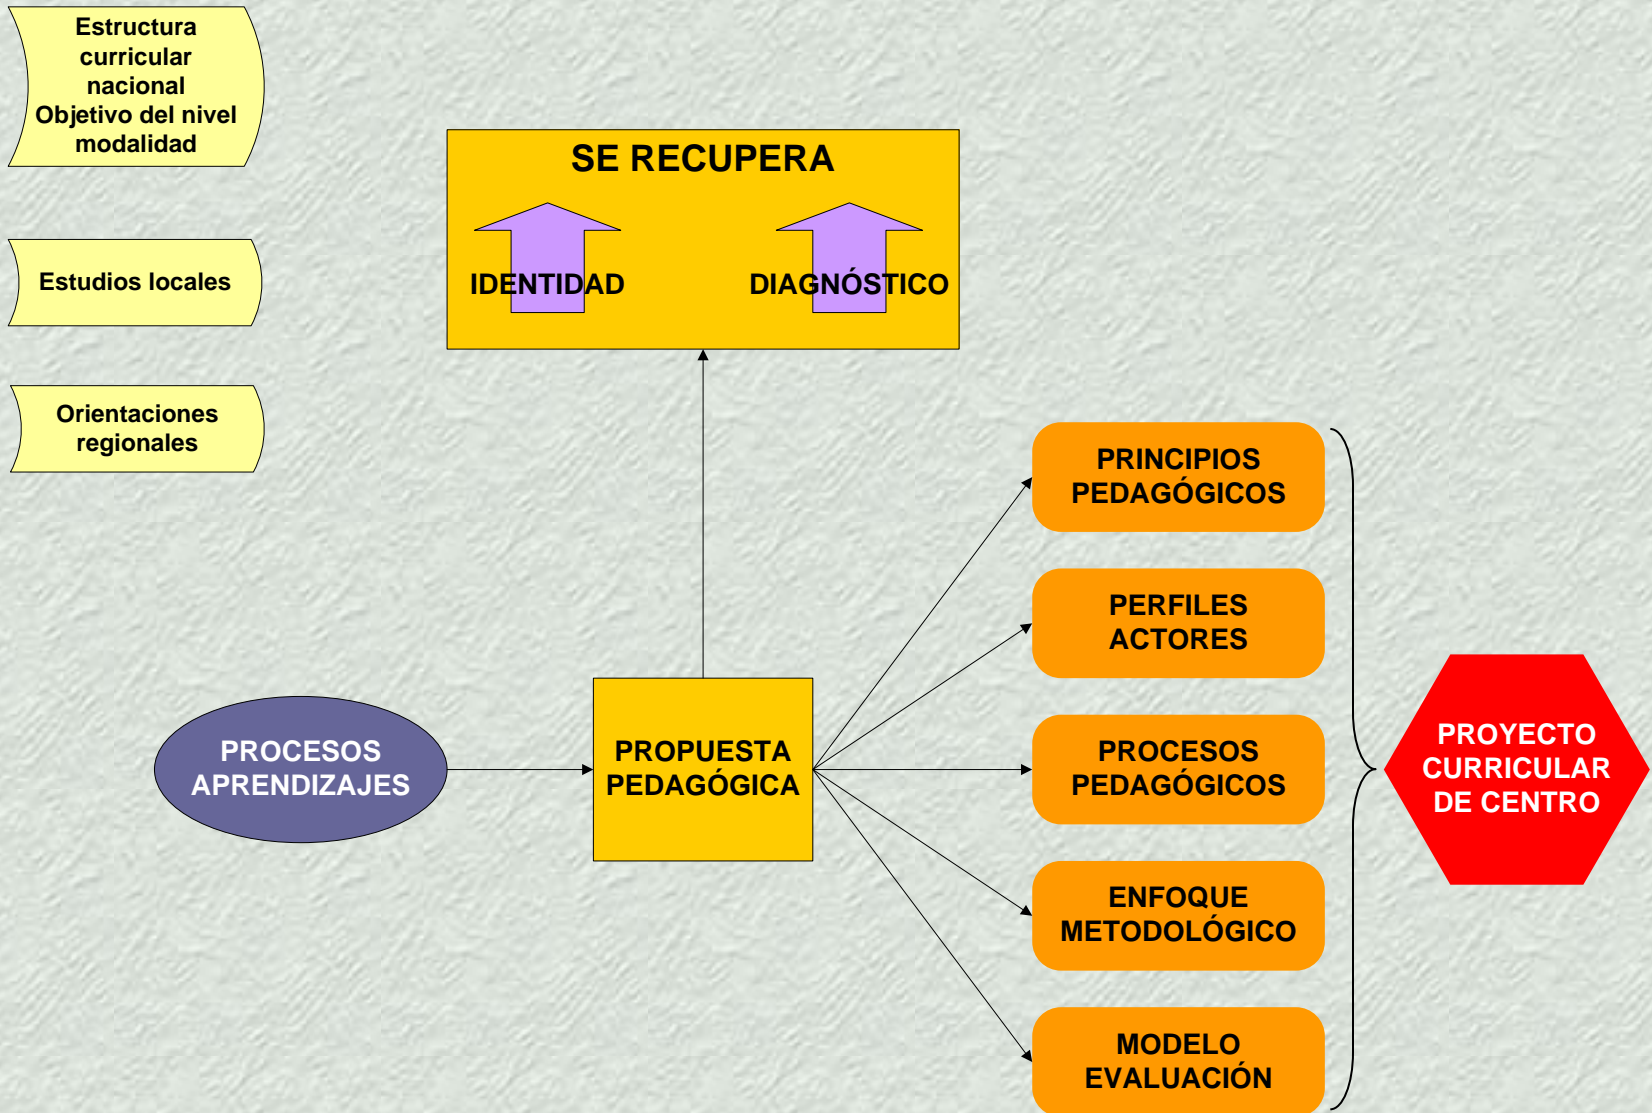 Estructura
curricular
nacional
Objetivo del nivel
modalidad
Estudios locales
Orientaciones
regionales
SE RECUPERA
IDENTIDAD
DIAGNÓSTICO
PROCESOS
APRENDIZAJES
PROPUESTA
PEDAGÓGICA
PRINCIPIOS
PEDAGÓGICOS
PERFILES
ACTORES
PROCESOS
PEDAGÓGICOS
ENFOQUE
METODOLÓGICO
MODELO
EVALUACIÓN
PROYECTO
CURRICULAR
DE CENTRO